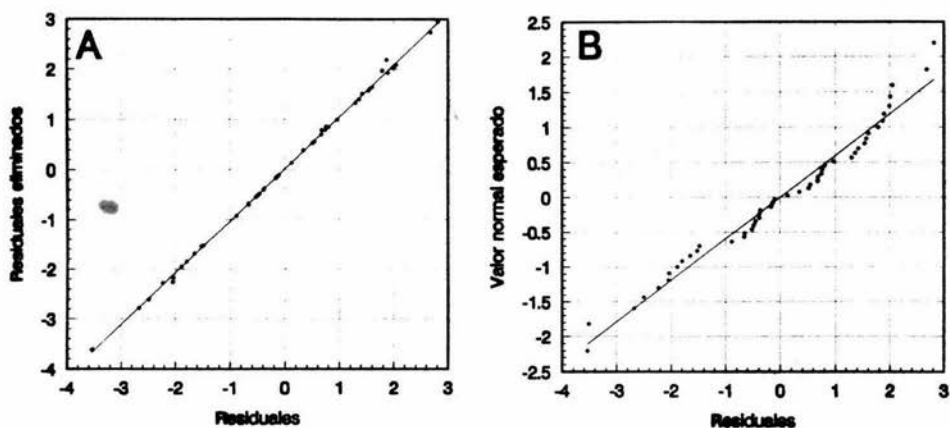 A
Residuales eliminados
3
2
1
0
-1
-2
-3
-4
-4 -3 -2 -1 0 1 2 3
Residuales
B
Valor normal esperado
2.5
2
1.5
1
0.5
0
-0.5
-1
-1.5
-2
-2.5
-4 -3 -2 -1 0 1 2 3
Residuales